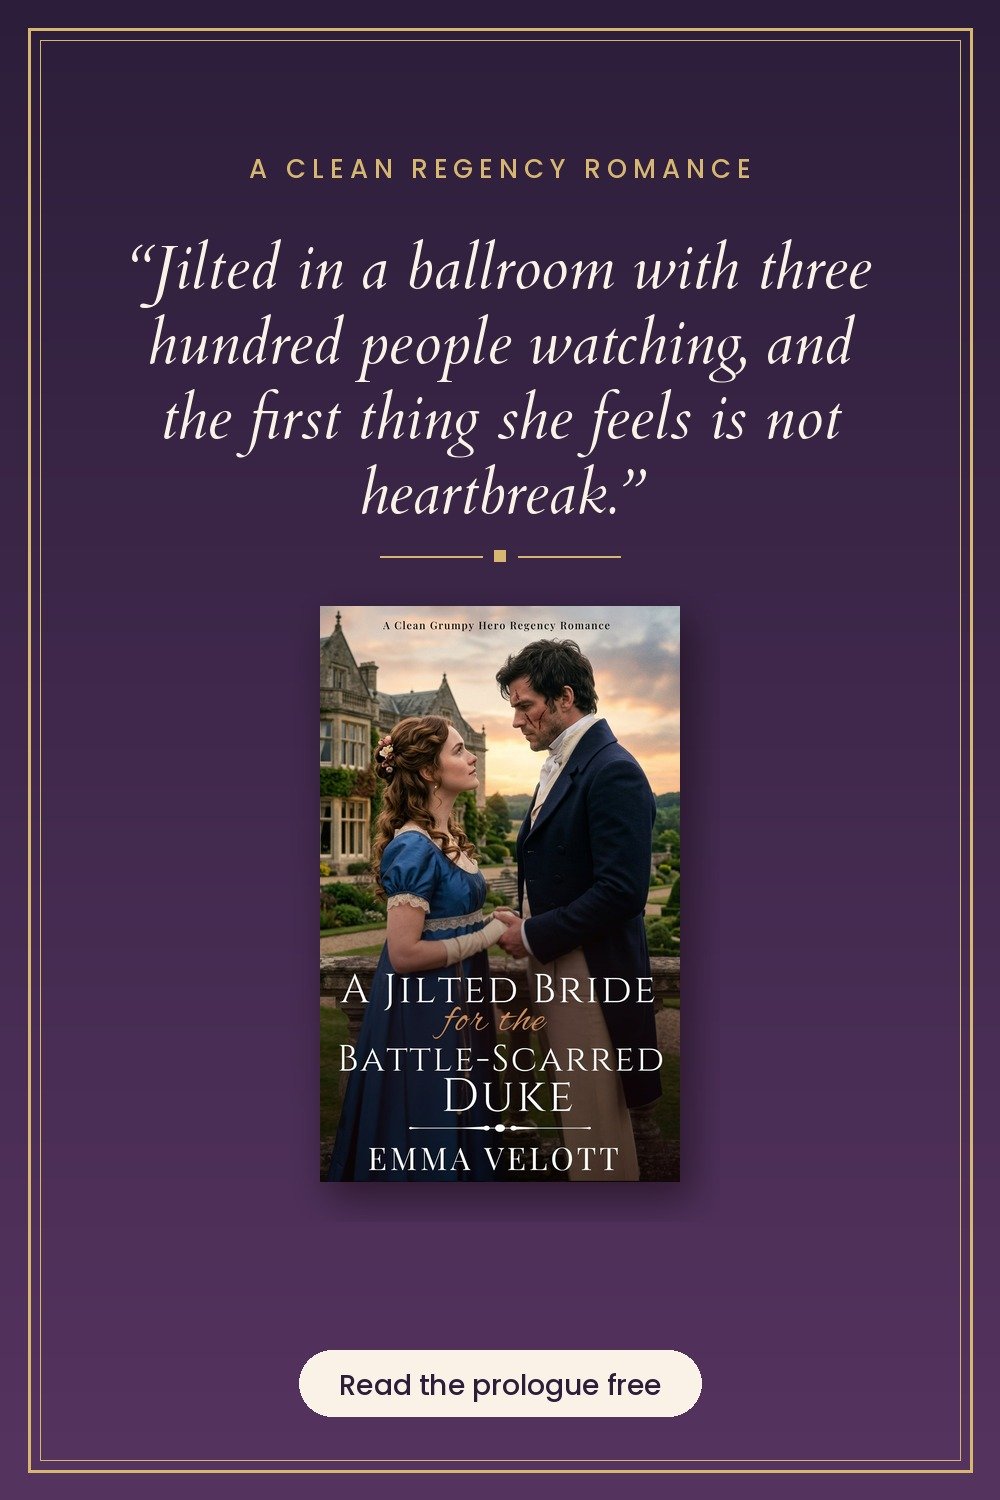 A CLEAN REGENCY ROMANCE
“Jilted in a ballroom with three
hundred people watching, and
the first thing she feels is not
heartbreak.”
A Clean Grumpy Hero Regency Romance
A JILTED BRIDE
for the
BATTLE-SCARRED
DUKE
EMMA VELOTT
Read the prologue free